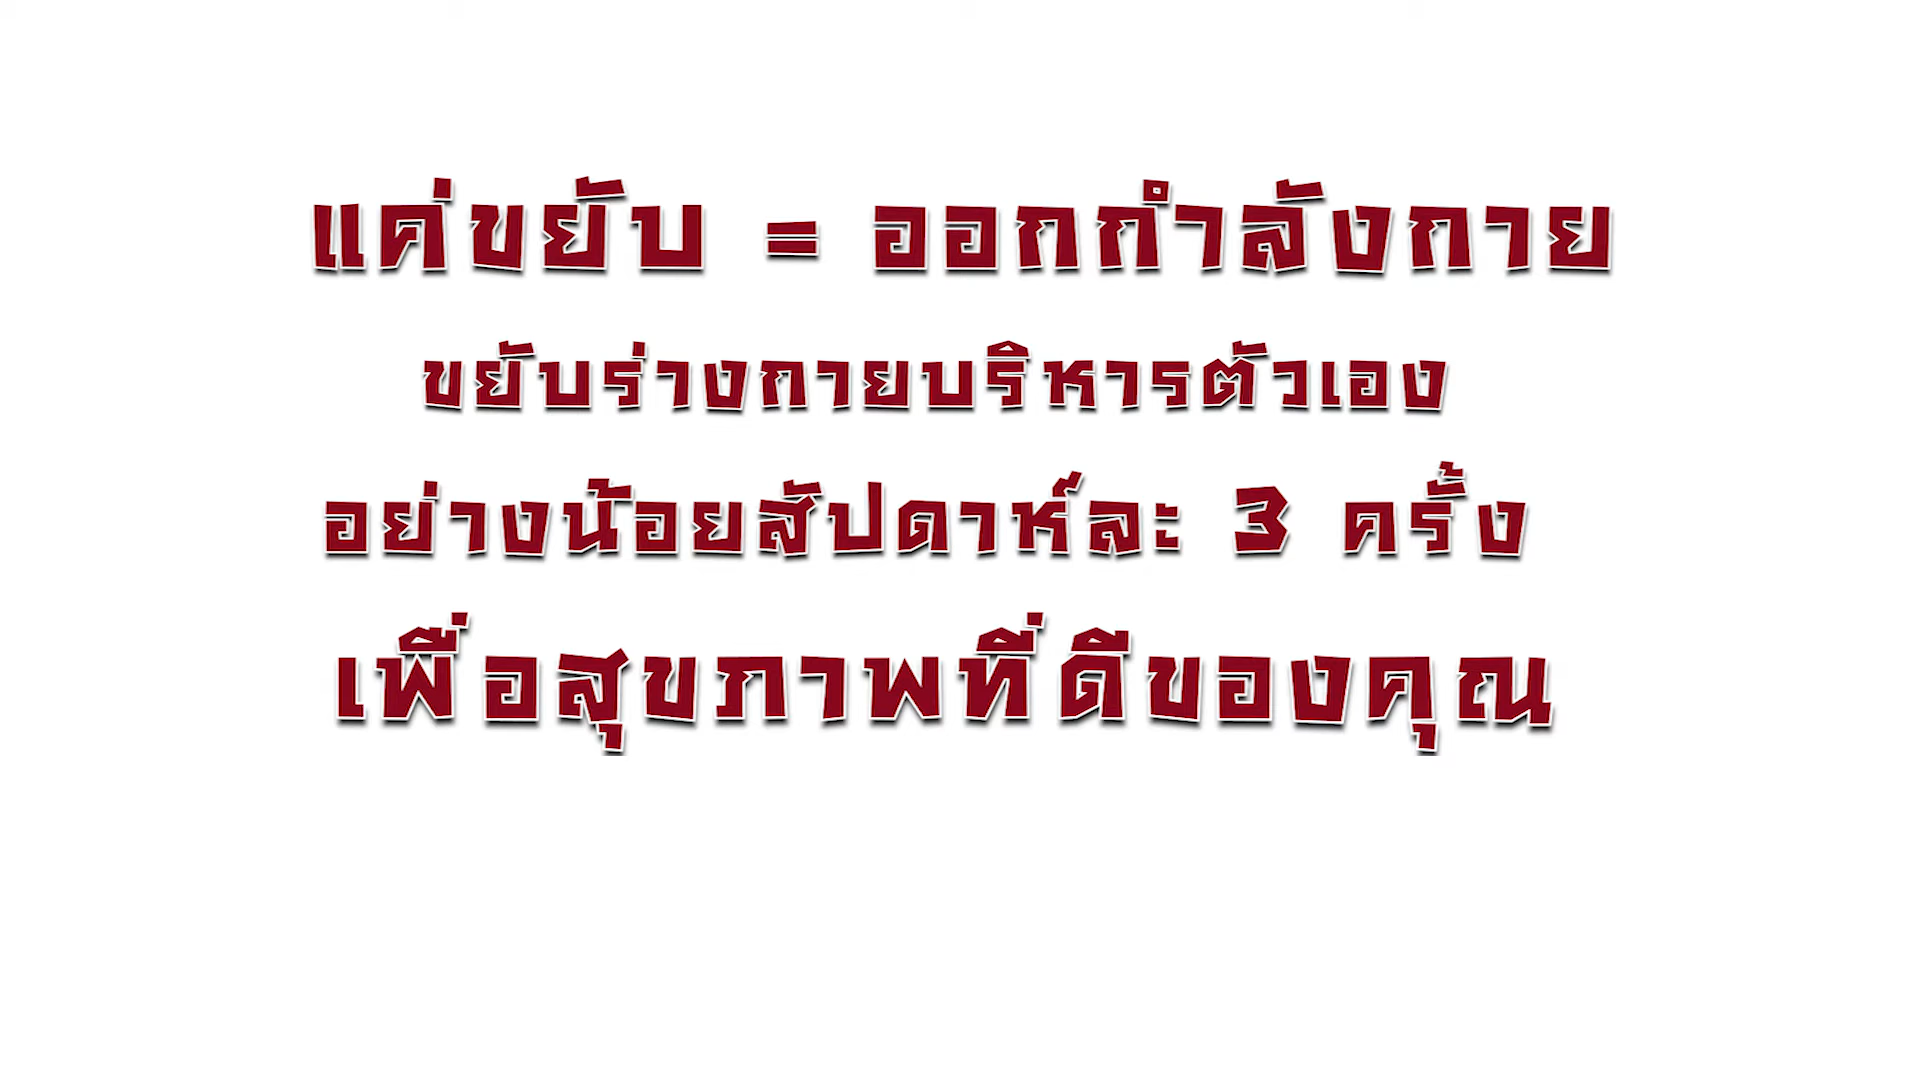 แค่ขยับ = ออกกำลังกาย
ขยับร่างกายบริหารตัวเอง
อย่างน้อยสัปดาห์ละ 3 ครั้ง
เพื่อสุขภาพที่ดีของคุณ